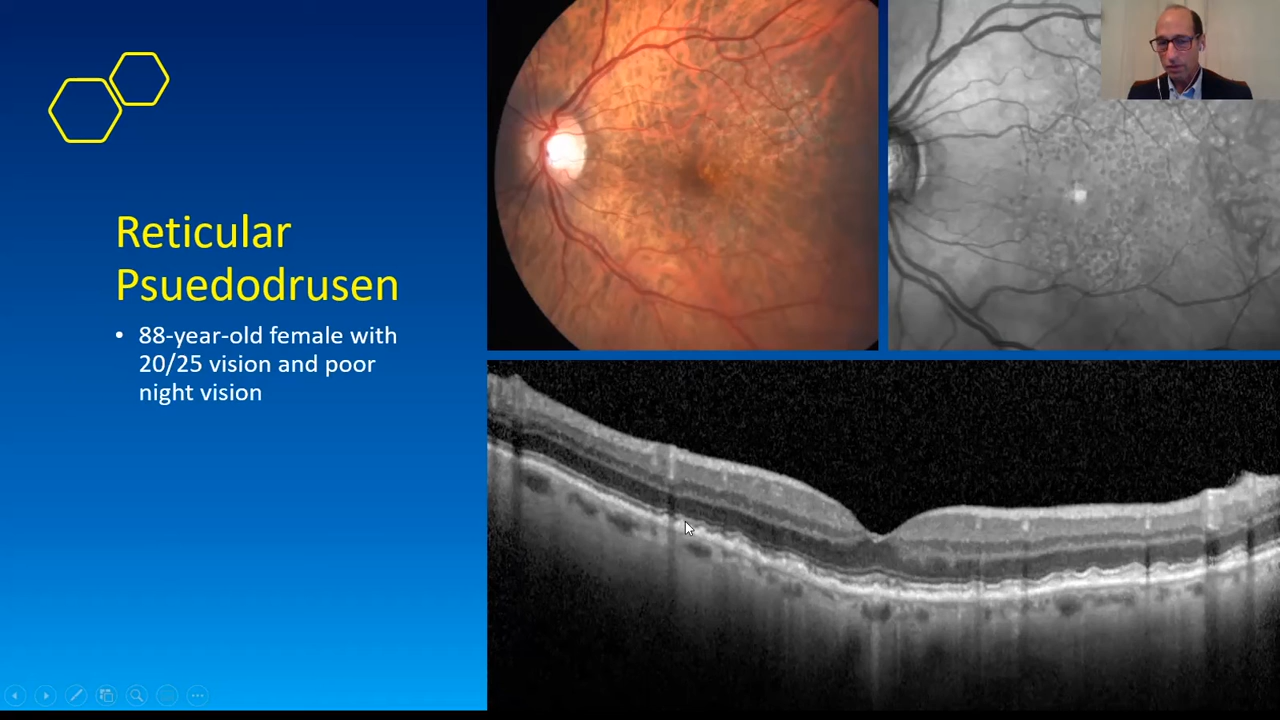 Reticular
Psuedodrusen
• 88-year-old female with
20/25 vision and poor
night vision